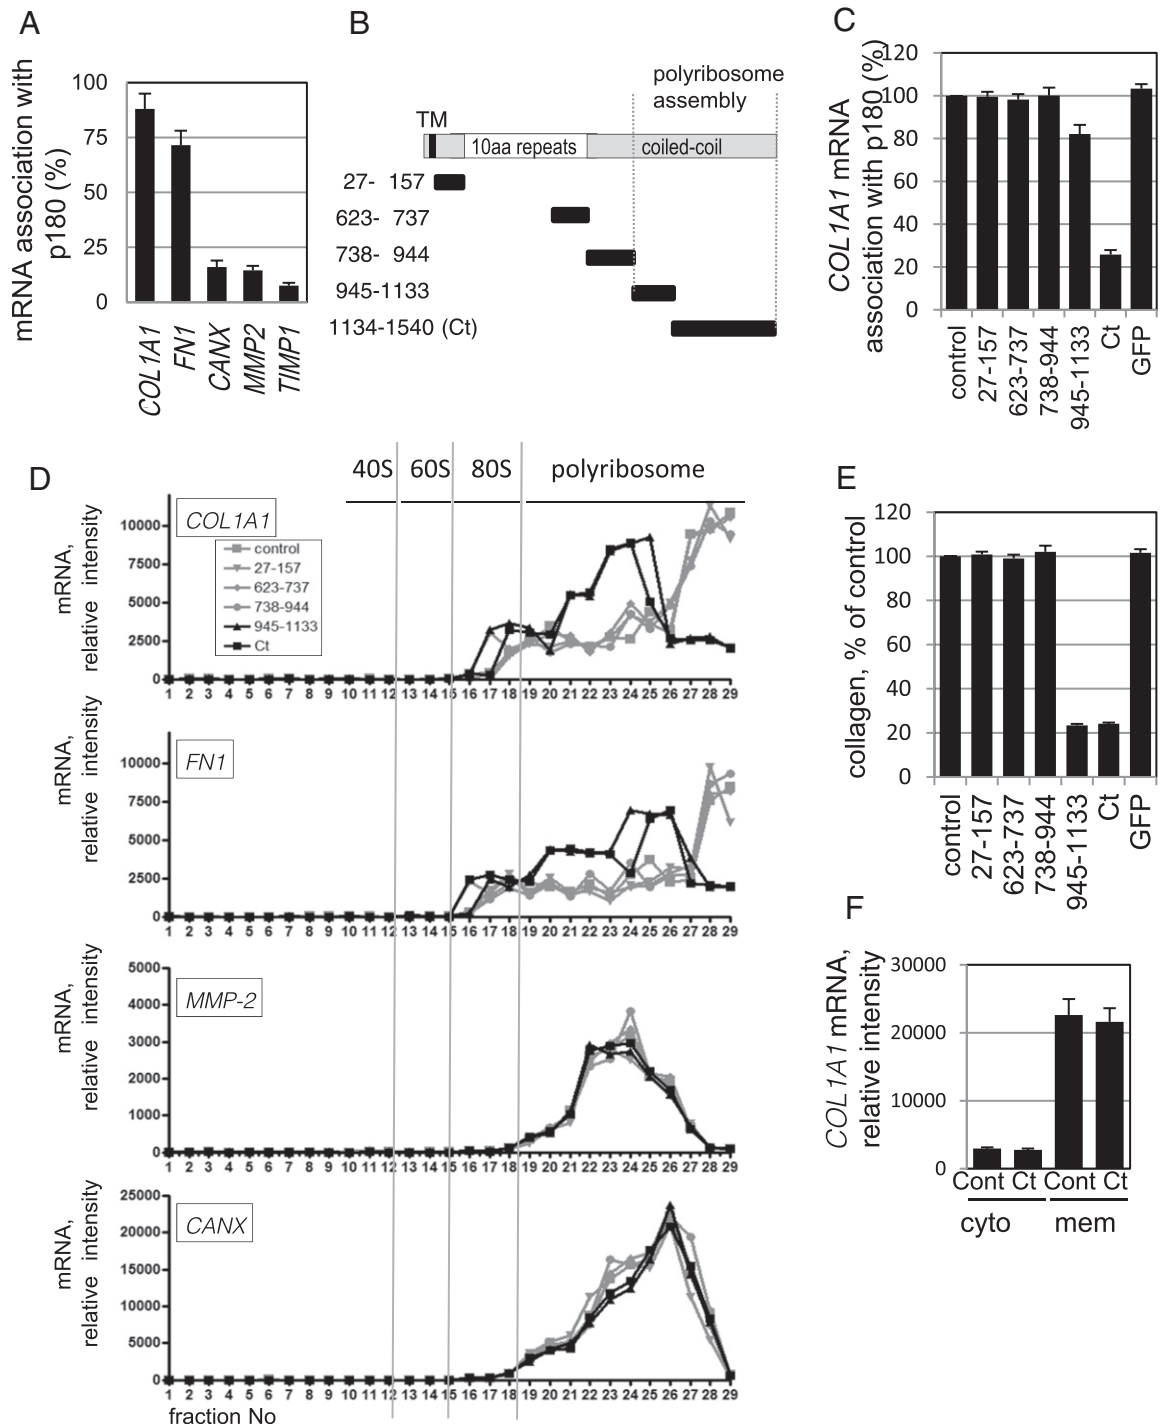 A
mRNA association with
p180 (%)
100
75
50
25
0
COL1A1
FN1
CANX
MMP2
TIMP1
B
polyribosome
assembly
TM
10aa repeats
coiled-coil
27- 157
623- 737
738- 944
945-1133
1134-1540 (Ct)
C
COL1A1 mRNA
association with p180 (%)
120
100
80
60
40
20
0
control
27-157
623-737
738-944
945-1133
Ct
GFP
D
40S
60S
80S
polyribosome
mRNA,
relative intensity
COL1A1
control
27-157
623-737
738-944
945-1133
Ct
10000
7500
5000
2500
0
1 2 3 4 5 6 7 8 9 10 11 12 13 14 15 16 17 18 19 20 21 22 23 24 25 26 27 28 29
mRNA,
relative intensity
FN1
10000
7500
5000
2500
0
1 2 3 4 5 6 7 8 9 10 11 12 13 14 15 16 17 18 19 20 21 22 23 24 25 26 27 28 29
mRNA,
relative intensity
MMP-2
5000
4000
3000
2000
1000
0
1 2 3 4 5 6 7 8 9 10 11 12 13 14 15 16 17 18 19 20 21 22 23 24 25 26 27 28 29
mRNA,
relative intensity
CANX
25000
20000
15000
10000
5000
0
1 2 3 4 5 6 7 8 9 10 11 12 13 14 15 16 17 18 19 20 21 22 23 24 25 26 27 28 29
fraction No
E
collagen, % of control
120
100
80
60
40
20
0
control
27-157
623-737
738-944
945-1133
Ct
GFP
F
COL1A1 mRNA,
relative intensity
30000
20000
10000
0
Cont Ct Cont Ct
cyto mem